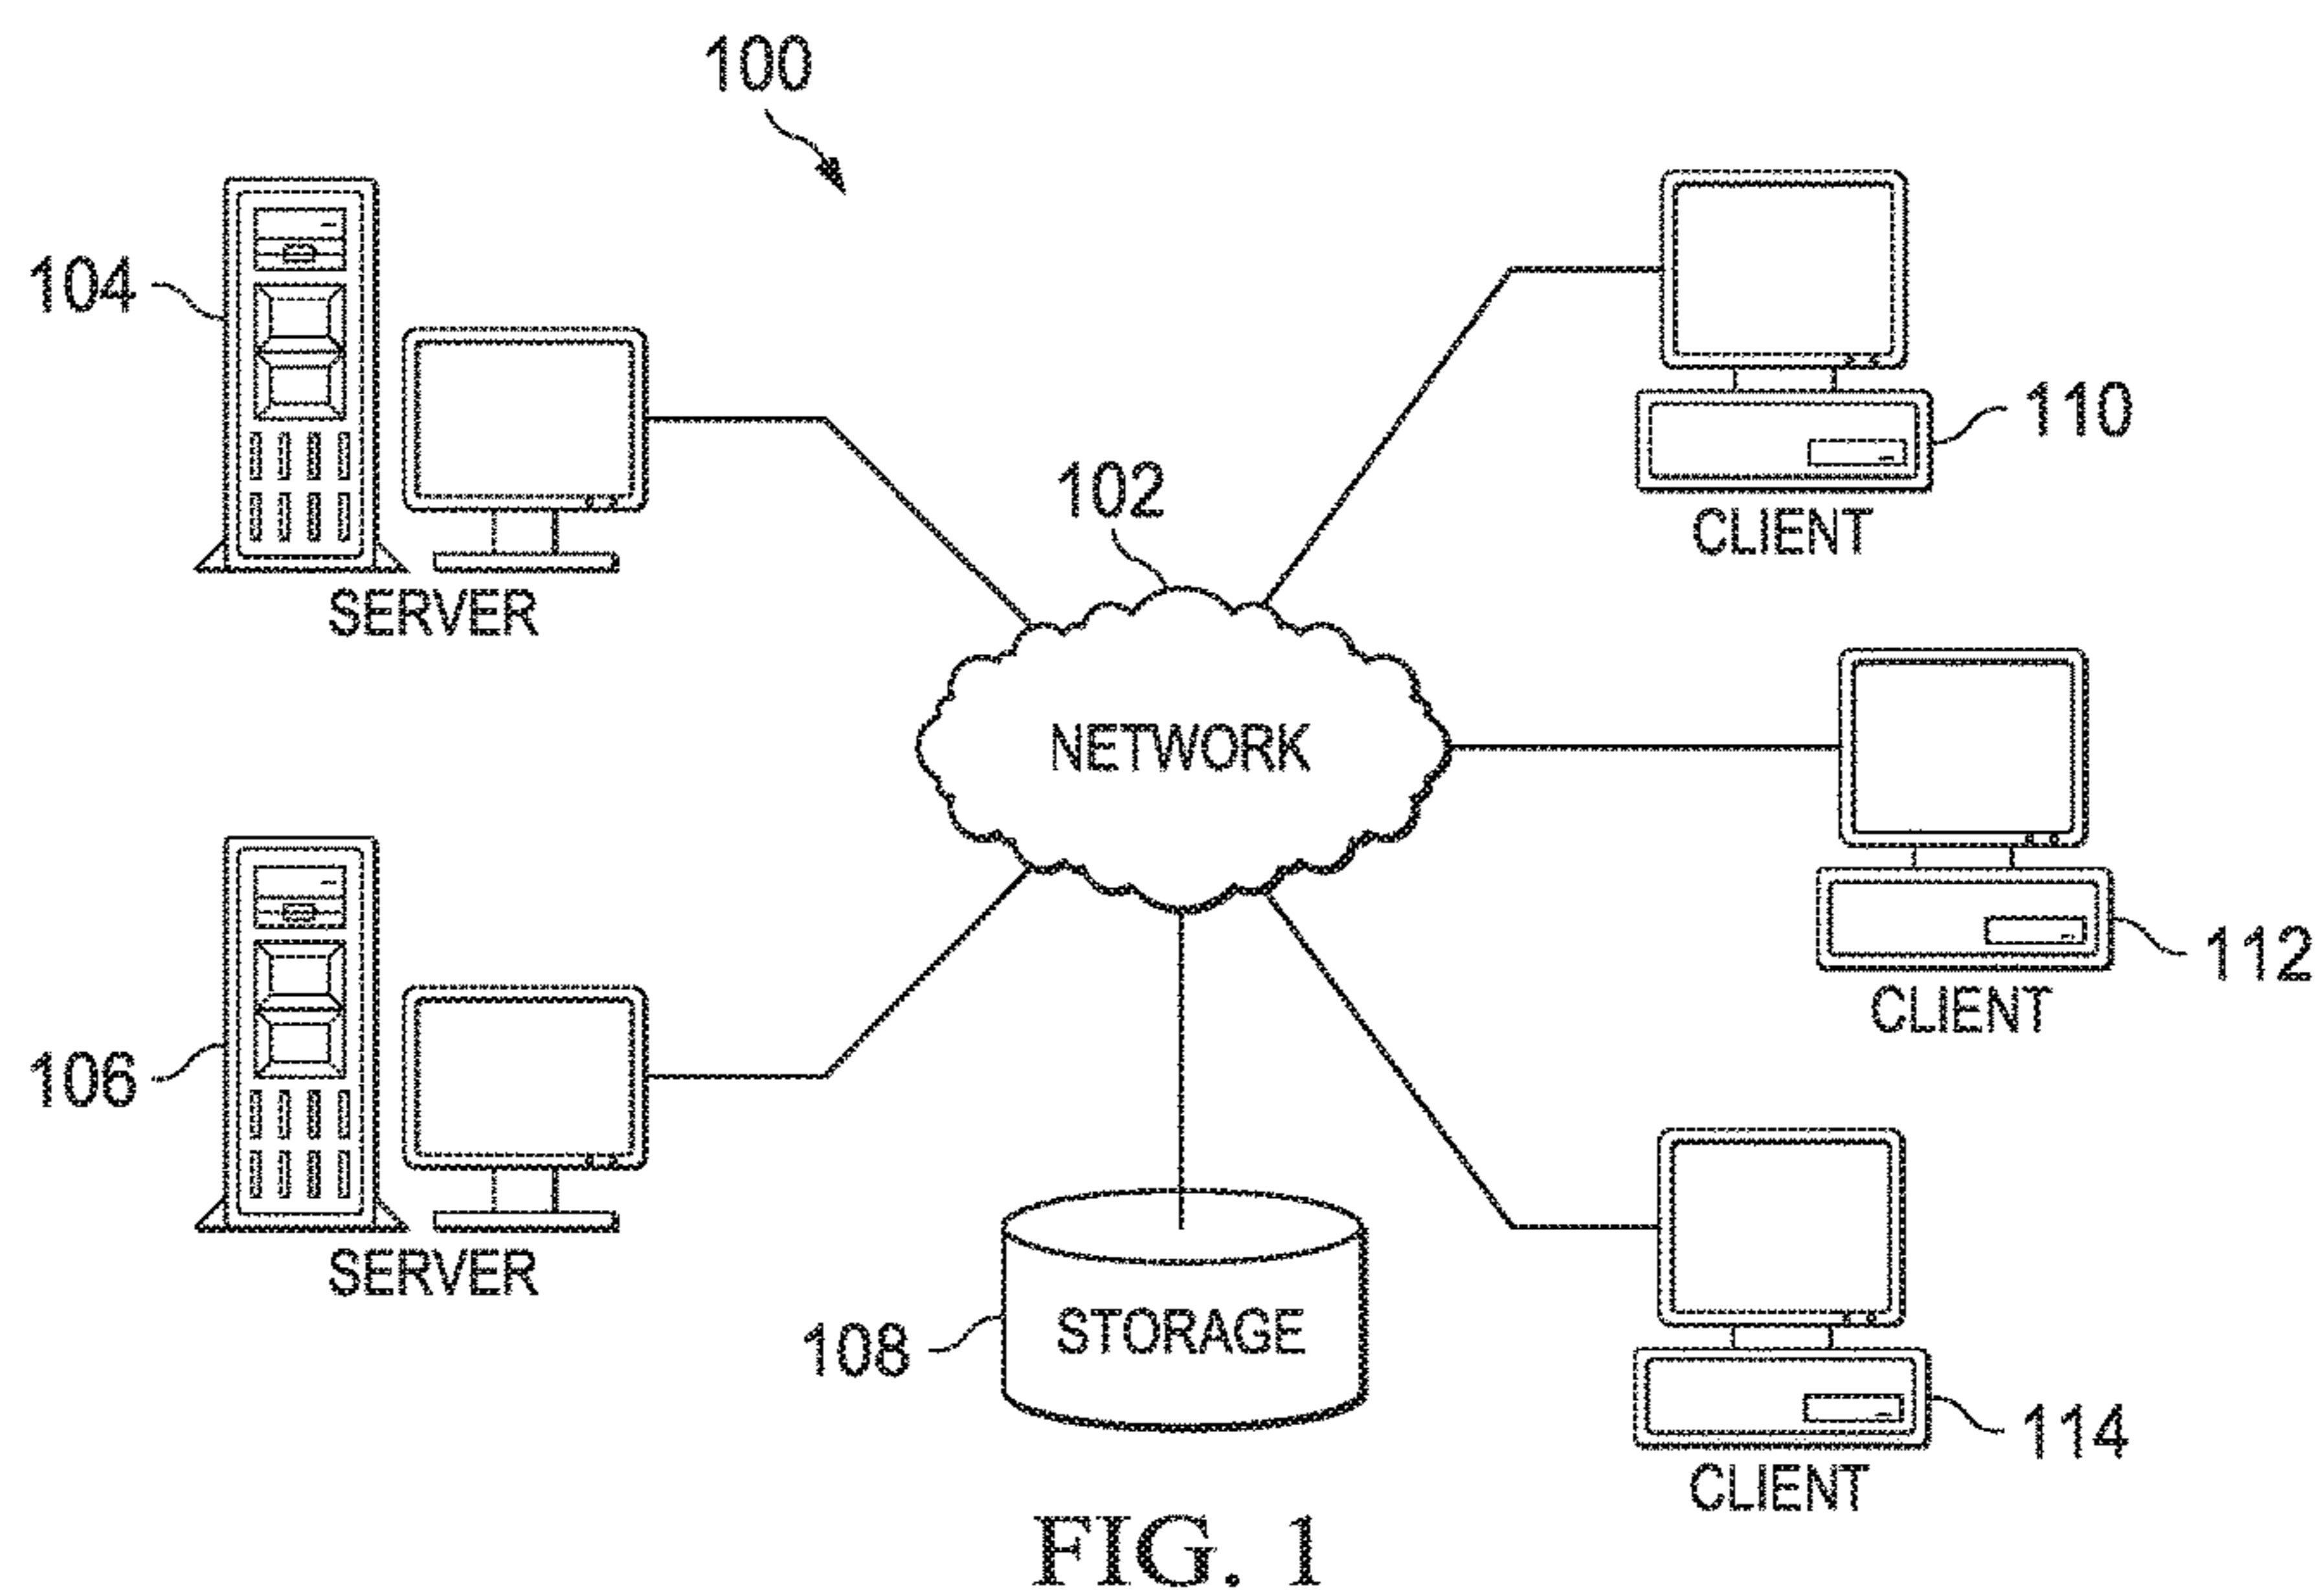 100
104
SERVER
102
NETWORK
110
CLIENT
112
CLIENT
106
SERVER
108
STORAGE
114
CLIENT
FIG. 1